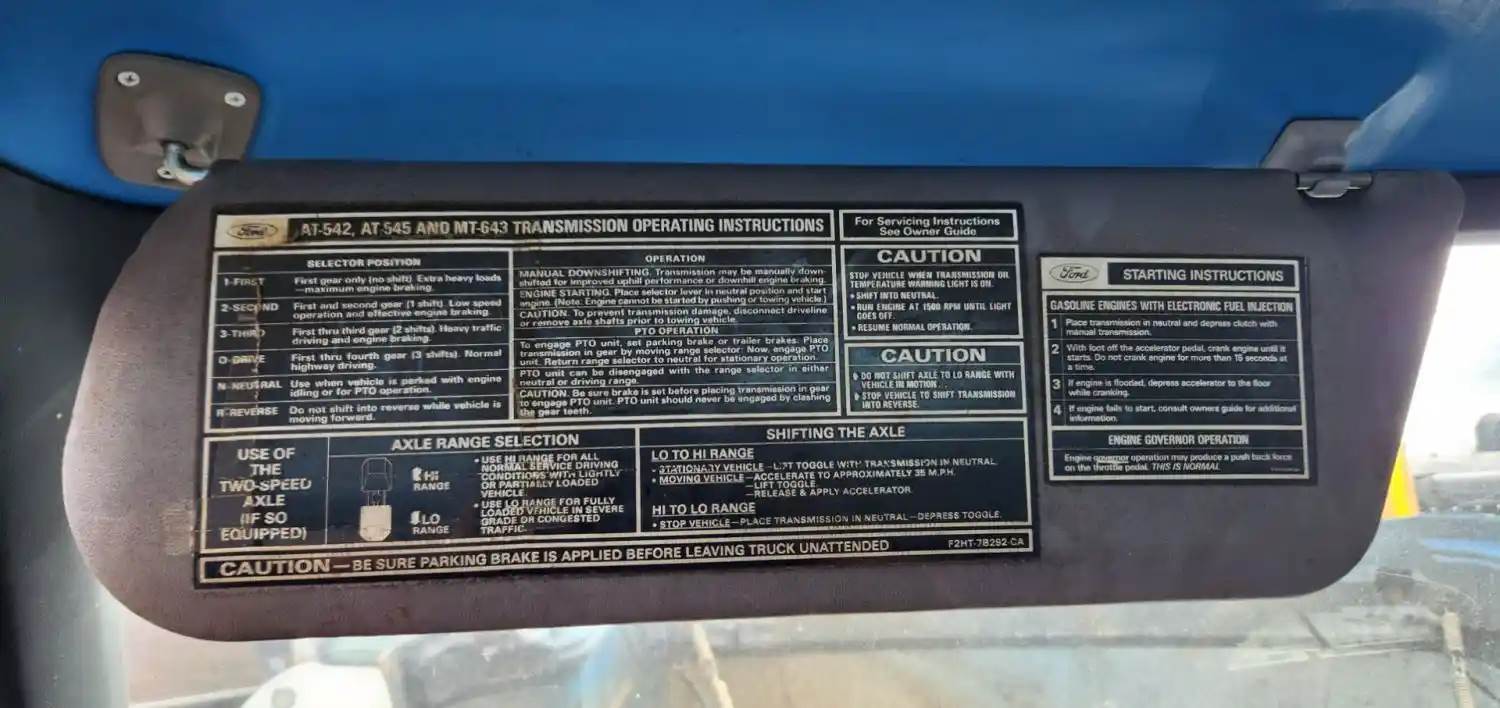 Ford
AT-542, AT-545 AND MT-643 TRANSMISSION OPERATING INSTRUCTIONS
SELECTOR POSITION
1-FIRST First gear only (no shift). Extra heavy loads
—maximum engine braking.
2-SECOND First and second gear (1 shift). Low speed
operation and effective engine braking.
3-THIRD First thru third gear (2 shifts). Heavy traffic
driving and engine braking.
D-DRIVE First thru fourth gear (3 shifts). Normal
highway driving.
N-NEUTRAL Use when vehicle is parked with engine
idling or for PTO operation.
R-REVERSE Do not shift into reverse while vehicle is
moving forward.
OPERATION
MANUAL DOWNSHIFTING. Transmission may be manually down-
shifted for improved uphill performance or downhill engine braking.
ENGINE STARTING. Place selector lever in neutral position and start
engine. (Note: Engine cannot be started by pushing or towing vehicle.)
CAUTION. To prevent transmission damage, disconnect driveline
or remove axle shafts prior to towing vehicle.
PTO OPERATION
To engage PTO unit, set parking brake or trailer brakes. Place
transmission in gear by moving range selector: Now, engage PTO
unit. Return range selector to neutral for stationary operation.
PTO unit can be disengaged with the range selector in either
neutral or driving range.
CAUTION. Be sure brake is set before placing transmission in gear
to engage PTO unit. PTO unit should never be engaged by clashing
the gear teeth.
For Servicing Instructions
See Owner Guide
CAUTION
STOP VEHICLE WHEN TRANSMISSION OIL
TEMPERATURE WARNING LIGHT IS ON.
• SHIFT INTO NEUTRAL.
• RUN ENGINE AT 1500 RPM UNTIL LIGHT
GOES OFF.
• RESUME NORMAL OPERATION.
CAUTION
DO NOT SHIFT AXLE TO LO RANGE WITH
VEHICLE IN MOTION...
STOP VEHICLE TO SHIFT TRANSMISSION
INTO REVERSE.
USE OF
THE
TWO-SPEED
AXLE
(IF SO
EQUIPPED)
AXLE RANGE SELECTION
HI
RANGE
• USE HI RANGE FOR ALL
NORMAL SERVICE DRIVING
CONDITIONS WITH LIGHTLY
OR PARTIALLY LOADED
VEHICLE.
LO
RANGE
• USE LO RANGE FOR FULLY
LOADED VEHICLE IN SEVERE
GRADE OR CONGESTED
TRAFFIC.
SHIFTING THE AXLE
LO TO HI RANGE
• STATIONARY VEHICLE—LIFT TOGGLE WITH TRANSMISSION IN NEUTRAL.
• MOVING VEHICLE—ACCELERATE TO APPROXIMATELY 35 M.P.H.
—LIFT TOGGLE.
—RELEASE & APPLY ACCELERATOR.
HI TO LO RANGE
• STOP VEHICLE—PLACE TRANSMISSION IN NEUTRAL—DEPRESS TOGGLE.
CAUTION—BE SURE PARKING BRAKE IS APPLIED BEFORE LEAVING TRUCK UNATTENDED
F2HT-7B292-CA
Ford
STARTING INSTRUCTIONS
GASOLINE ENGINES WITH ELECTRONIC FUEL INJECTION
1 Place transmission in neutral and depress clutch with
manual transmission.
2 With foot off the accelerator pedal, crank engine until it
starts. Do not crank engine for more than 15 seconds at
a time.
3 If engine is flooded, depress accelerator to the floor
while cranking.
4 If engine fails to start, consult owners guide for additional
information.
ENGINE GOVERNOR OPERATION
Engine governor operation may produce a push back force
on the throttle pedal. THIS IS NORMAL.